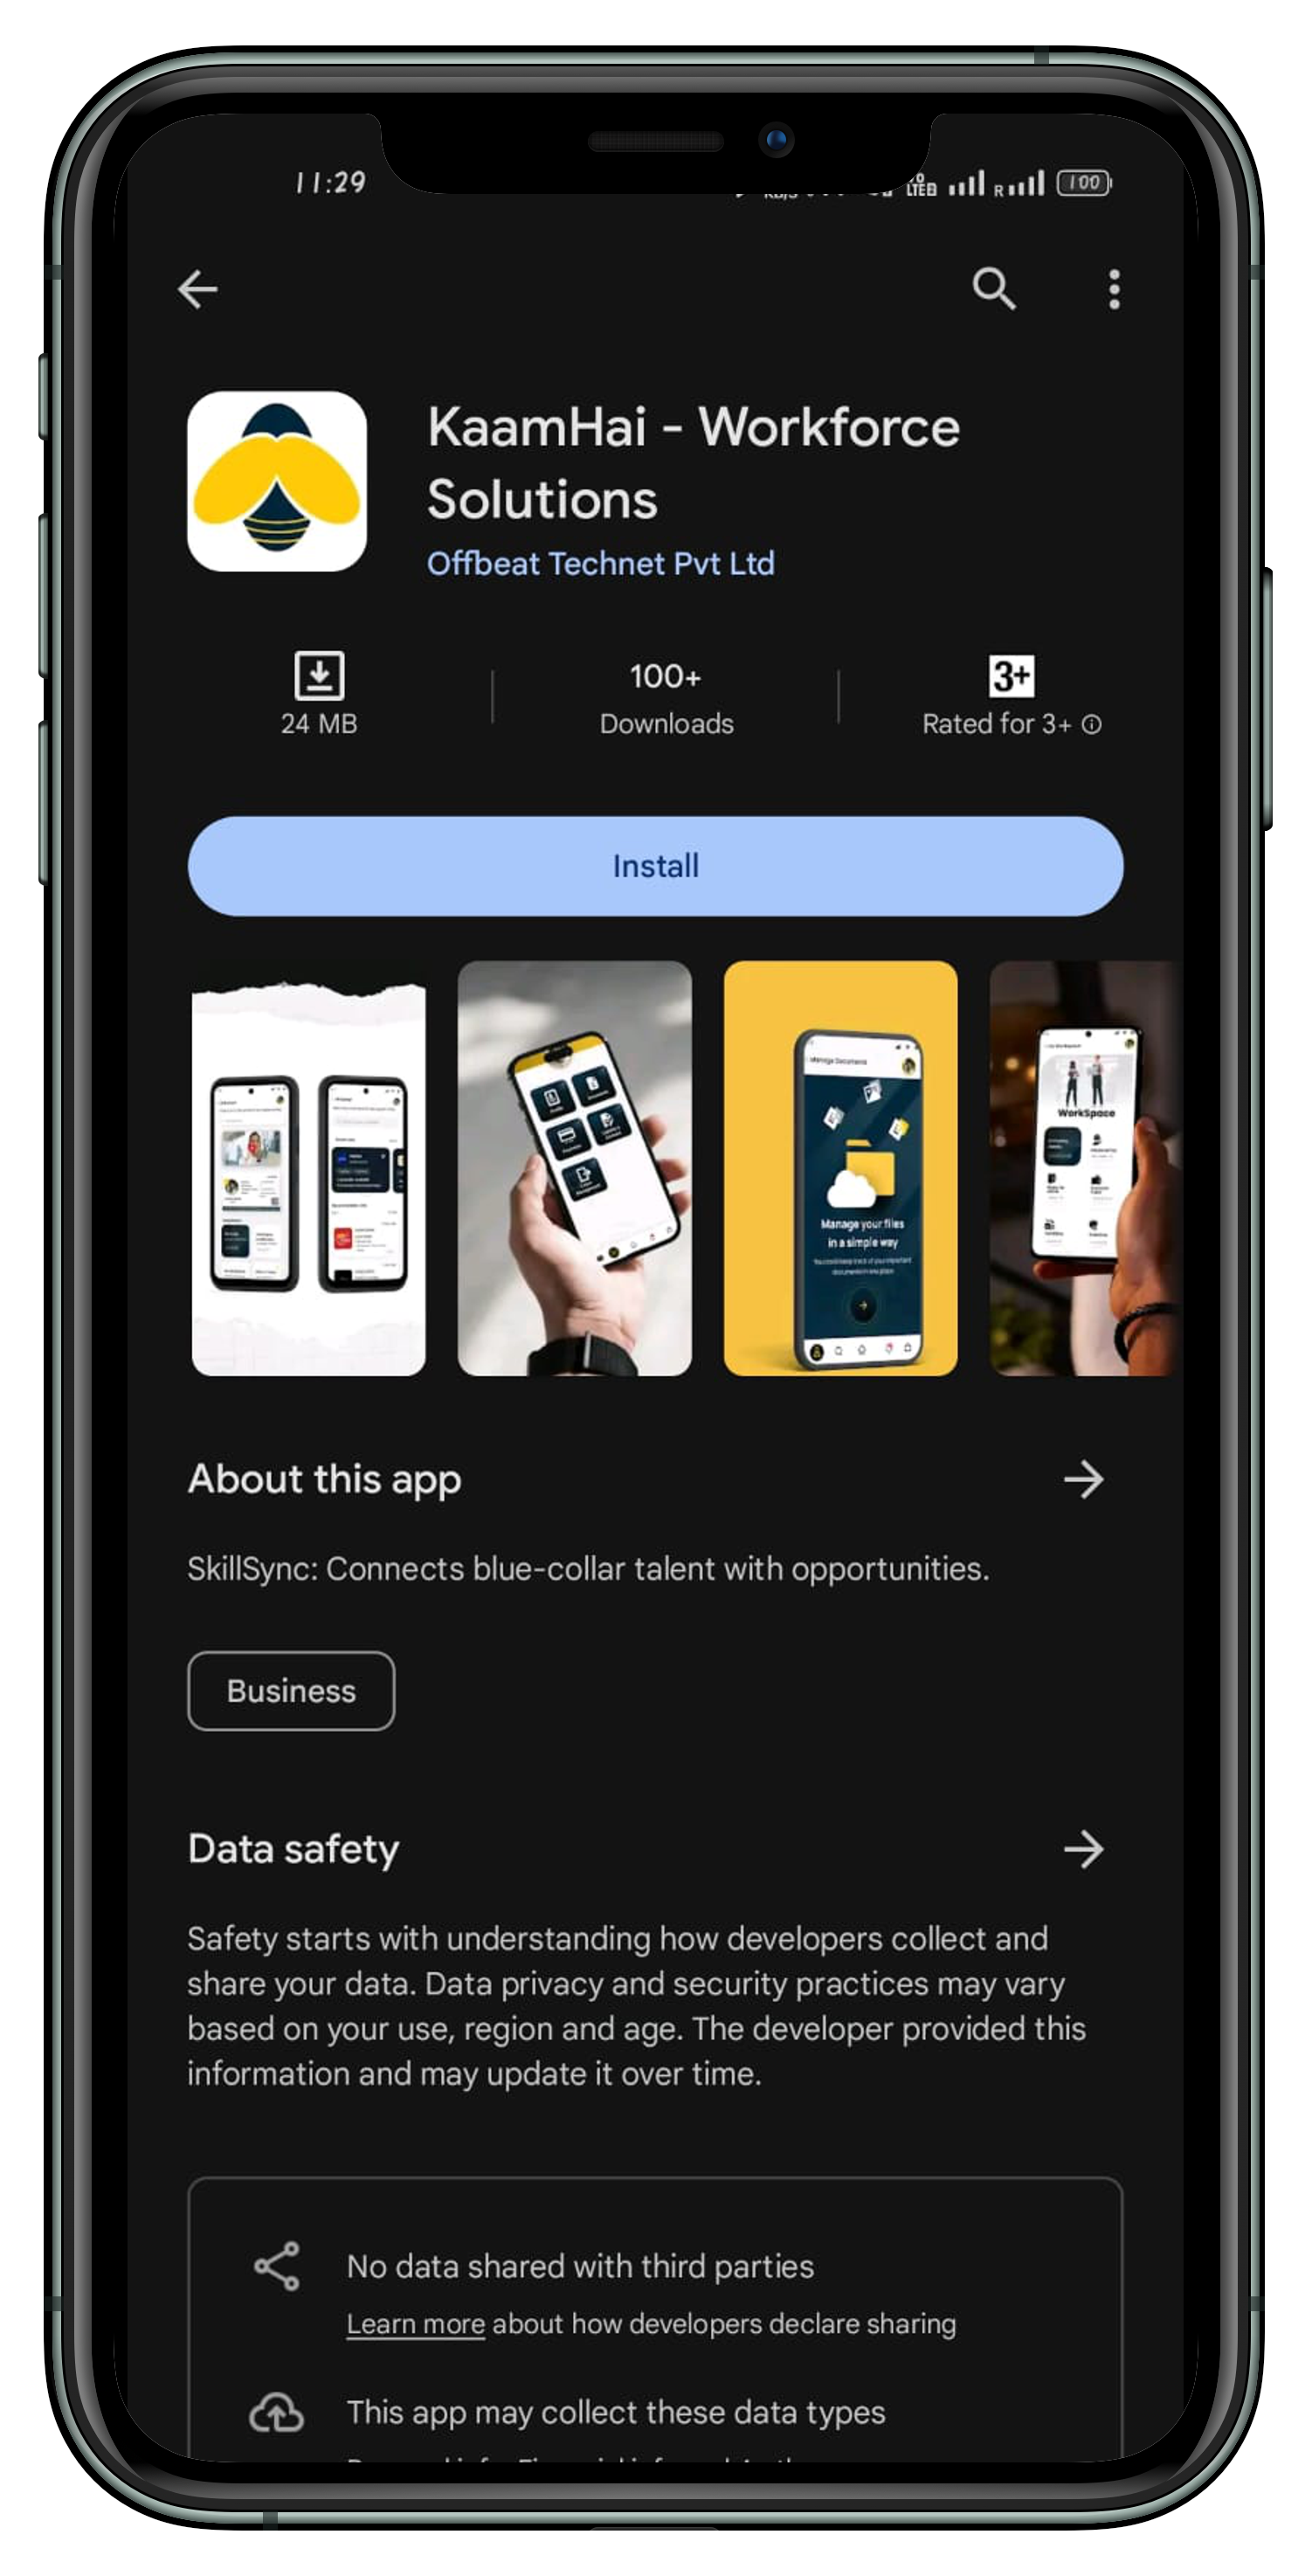 11:29
LTE
R
100
KaamHai - Workforce
Solutions
Offbeat Technet Pvt Ltd
24 MB
100+
Downloads
3+
Rated for 3+
Install
Manage Documents
Manage your files
in a simple way
WorkSpace
About this app
SkillSync: Connects blue-collar talent with opportunities.
Business
Data safety
Safety starts with understanding how developers collect and
share your data. Data privacy and security practices may vary
based on your use, region and age. The developer provided this
information and may update it over time.
No data shared with third parties
Learn more about how developers declare sharing
This app may collect these data types